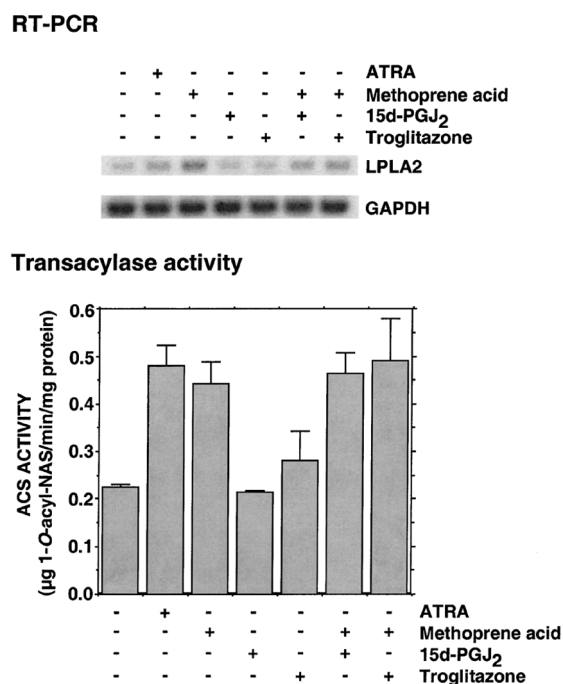 RT-PCR
- + - - - - - ATRA
- - + - - + + Methoprene acid
- - - + - + - 15d-PGJ2
- - - - + - + Troglitazone
LPLA2
GAPDH
Transacylase activity
ACS ACTIVITY
(µg 1-O-acyl-NAS/min/mg protein)
0.6
0.5
0.4
0.3
0.2
0.1
0.0
- + - - - - - ATRA
- - + - - + + Methoprene acid
- - - + - + - 15d-PGJ2
- - - - + - + Troglitazone